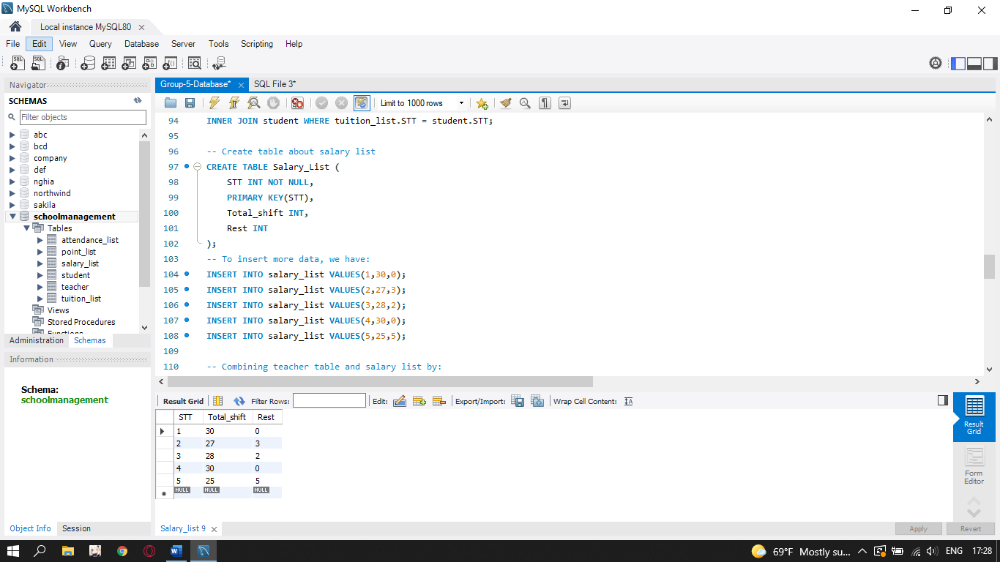 MySQL Workbench
Local instance MySQL80
File Edit View Query Database Server Tools Scripting Help
Navigator
SCHEMAS
Filter objects
abc
bcd
company
def
nghia
northwind
sakila
schoolmanagement
Tables
attendance_list
point_list
salary_list
student
teacher
tuition_list
Views
Stored Procedures
Functions
Administration Schemas
Information
Schema:
schoolmanagement
Object Info Session
Group-5-Database* SQL File 3*
Limit to 1000 rows
94 INNER JOIN student WHERE tuition_list.STT = student.STT;
95
96 -- Create table about salary list
97 CREATE TABLE Salary_List (
98 STT INT NOT NULL,
99 PRIMARY KEY(STT),
100 Total_shift INT,
101 Rest INT
102 );
103 -- To insert more data, we have:
104 INSERT INTO salary_list VALUES(1,30,0);
105 INSERT INTO salary_list VALUES(2,27,3);
106 INSERT INTO salary_list VALUES(3,28,2);
107 INSERT INTO salary_list VALUES(4,30,0);
108 INSERT INTO salary_list VALUES(5,25,5);
109
110 -- Combining teacher table and salary list by:
Result Grid Filter Rows: Edit: Export/Import: Wrap Cell Content:
STT Total_shift Rest
1 30 0
2 27 3
3 28 2
4 30 0
5 25 5
NULL NULL NULL
Result
Grid
Form
Editor
Salary_list 9
Apply Revert
69°F Mostly su... ENG 17:28